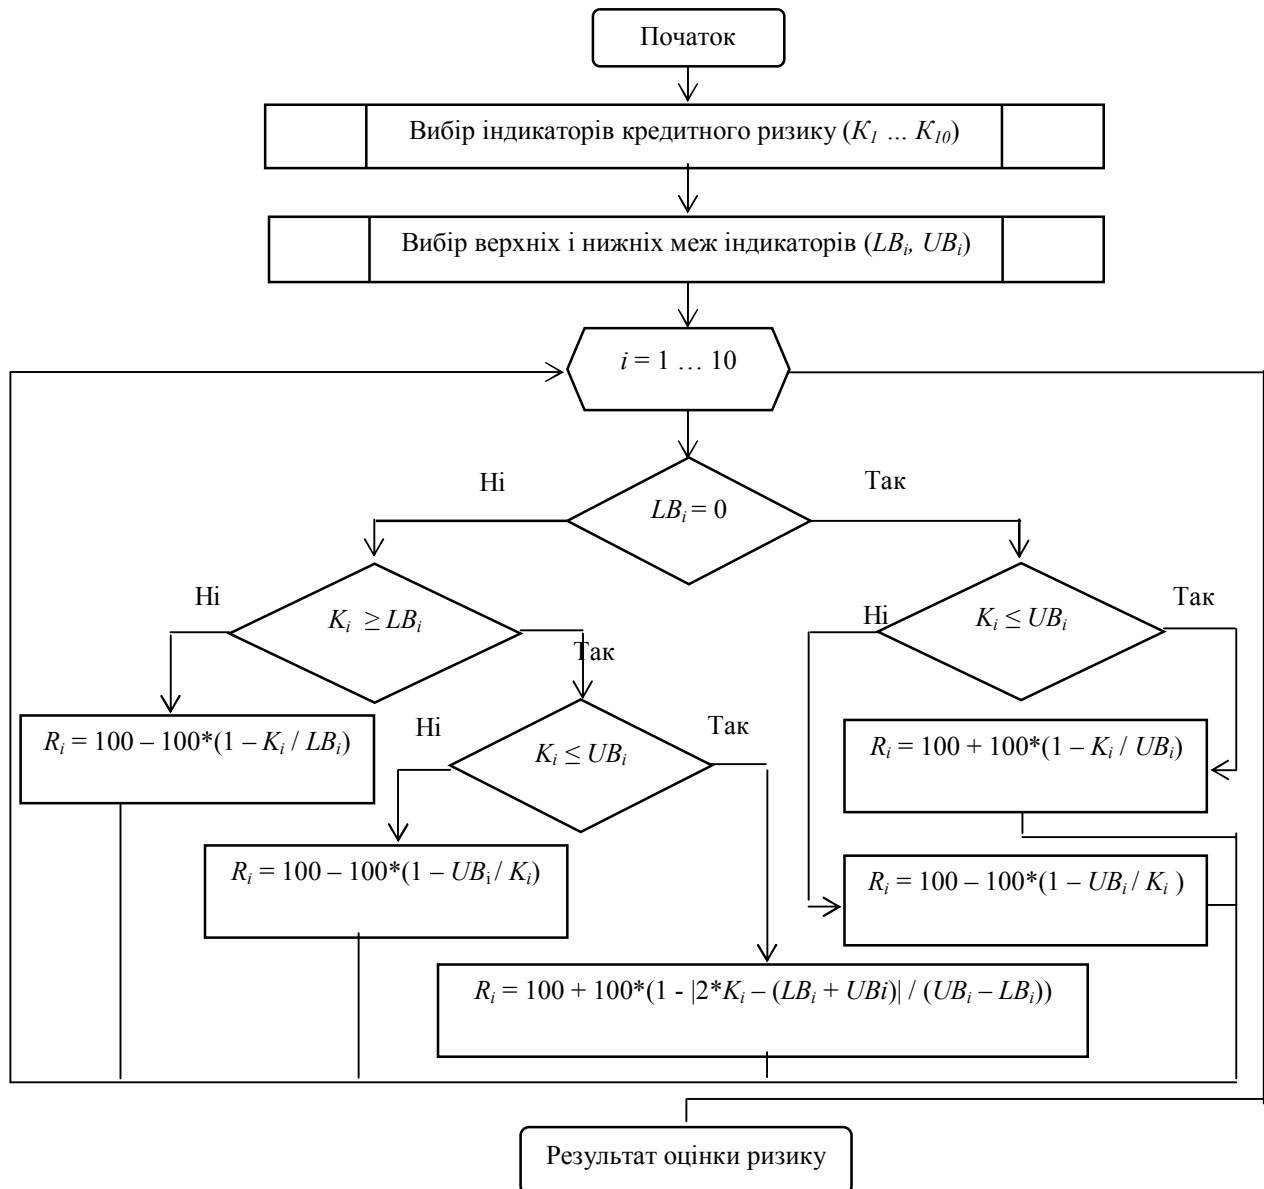 Початок
Вибір індикаторів кредитного ризику (K1 ... K10)
Вибір верхніх і нижніх меж індикаторів (LBi, UBi)
i = 1 … 10
Ні
Так
LBi = 0
Ні
Ki ≥ LBi
Так
Ні
Ki ≤ UBi
Так
Ri = 100 – 100*(1 – Ki / LBi)
Ні
Ki ≤ UBi
Так
Ri = 100 + 100*(1 – Ki / UBi)
Ri = 100 – 100*(1 – UBi / Ki)
Ri = 100 – 100*(1 – UBi / Ki )
Ri = 100 + 100*(1 - |2*Ki – (LBi + UBi)| / (UBi – LBi))
Результат оцінки ризику